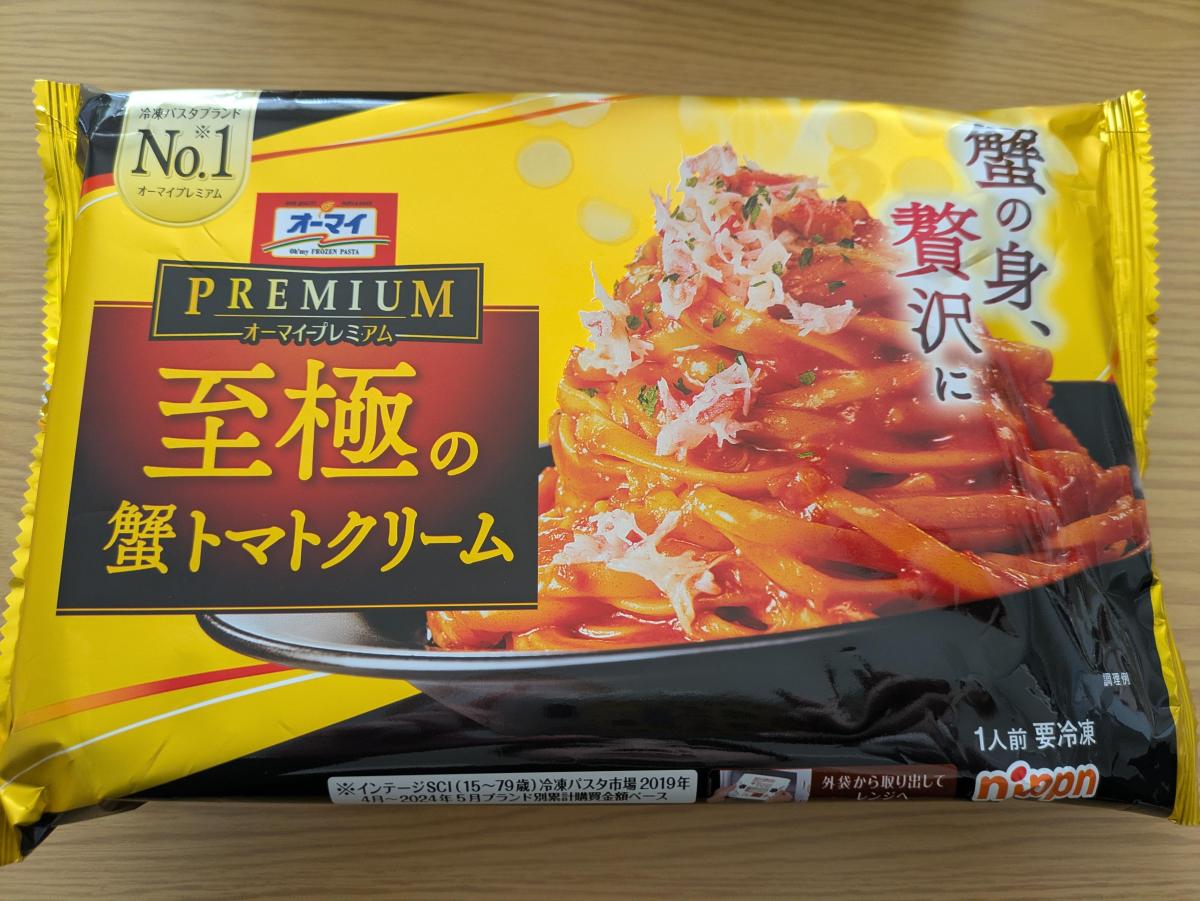 冷凍パスタブランド
No.1※
オーマイプレミアム
オーマイ
Oh'my FROZEN PASTA
PREMIUM
オーマイプレミアム
至極の
蟹トマトクリーム
蟹の身、
贅沢に
調理例
1人前 要冷凍
※インテージSCI(15～79歳)冷凍パスタ市場2019年
4月～2024年5月ブランド別累計購買金額ベース
外袋から取り出して
レンジへ
nippn